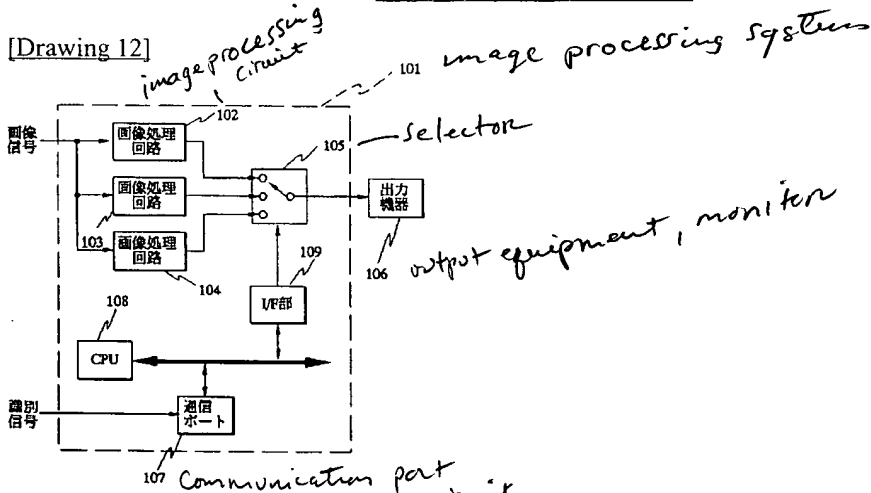 [Drawing 12]
image processing
circuit
101 image processing system
画像
信号
102
画像処理
回路
105
selector
103
画像処理
回路
出力
機器
106 output equipment, monitor
画像処理
回路
104
109
I/F部
108
CPU
識別
信号
通信
ポート
107 Communication port